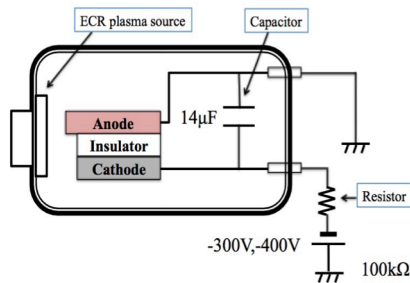 ECR plasma source
Capacitor
14μF
Anode
Insulator
Cathode
Resistor
-300V,-400V
100kΩ